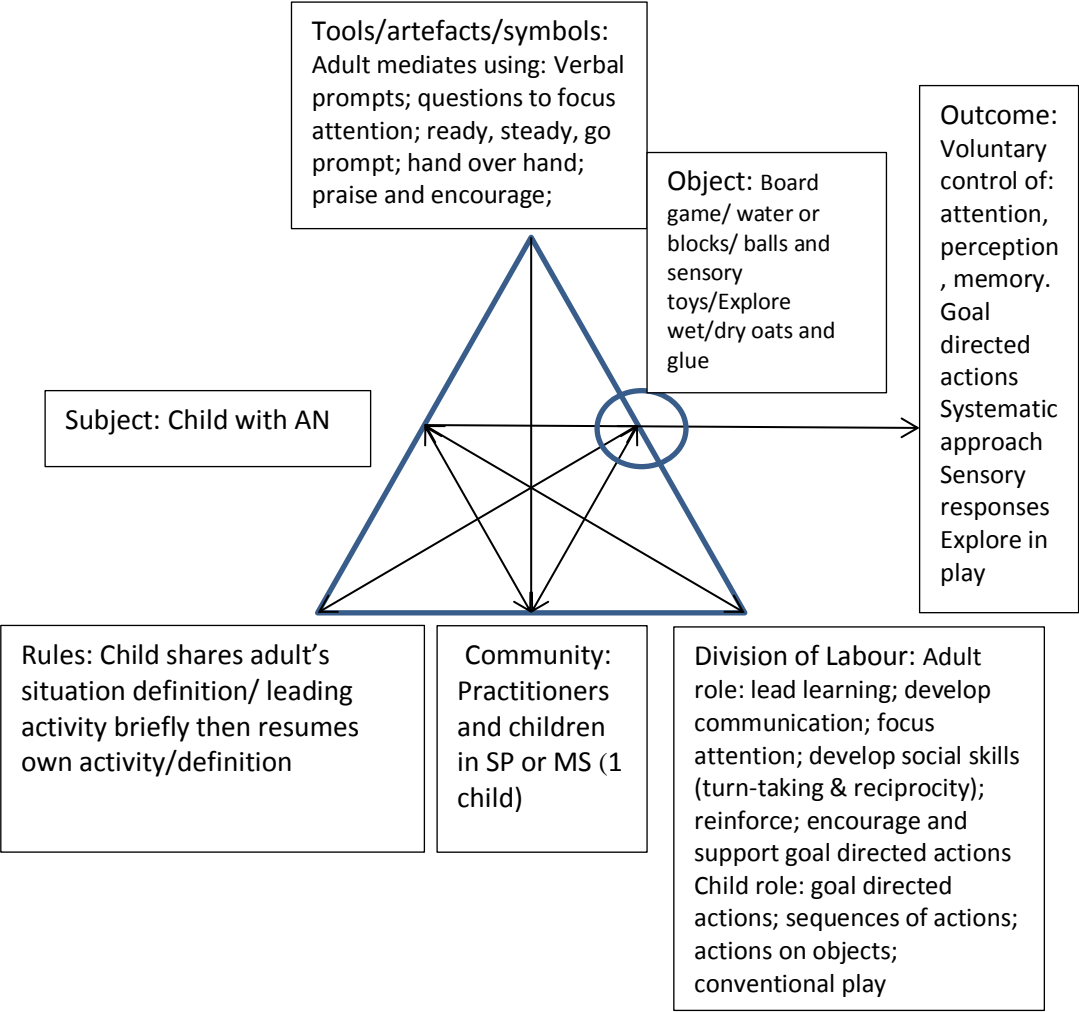 Tools/artefacts/symbols:
Adult mediates using: Verbal
prompts; questions to focus
attention; ready, steady, go
prompt; hand over hand;
praise and encourage;
Object: Board
game/ water or
blocks/ balls and
sensory
toys/Explore
wet/dry oats and
glue
Outcome:
Voluntary
control of:
attention,
perception
, memory.
Goal
directed
actions
Systematic
approach
Sensory
responses
Explore in
play
Subject: Child with AN
Rules: Child shares adult's
situation definition/ leading
activity briefly then resumes
own activity/definition
Community:
Practitioners
and children
in SP or MS (1
child)
Division of Labour: Adult
role: lead learning; develop
communication; focus
attention; develop social skills
(turn-taking & reciprocity);
reinforce; encourage and
support goal directed actions
Child role: goal directed
actions; sequences of actions;
actions on objects;
conventional play